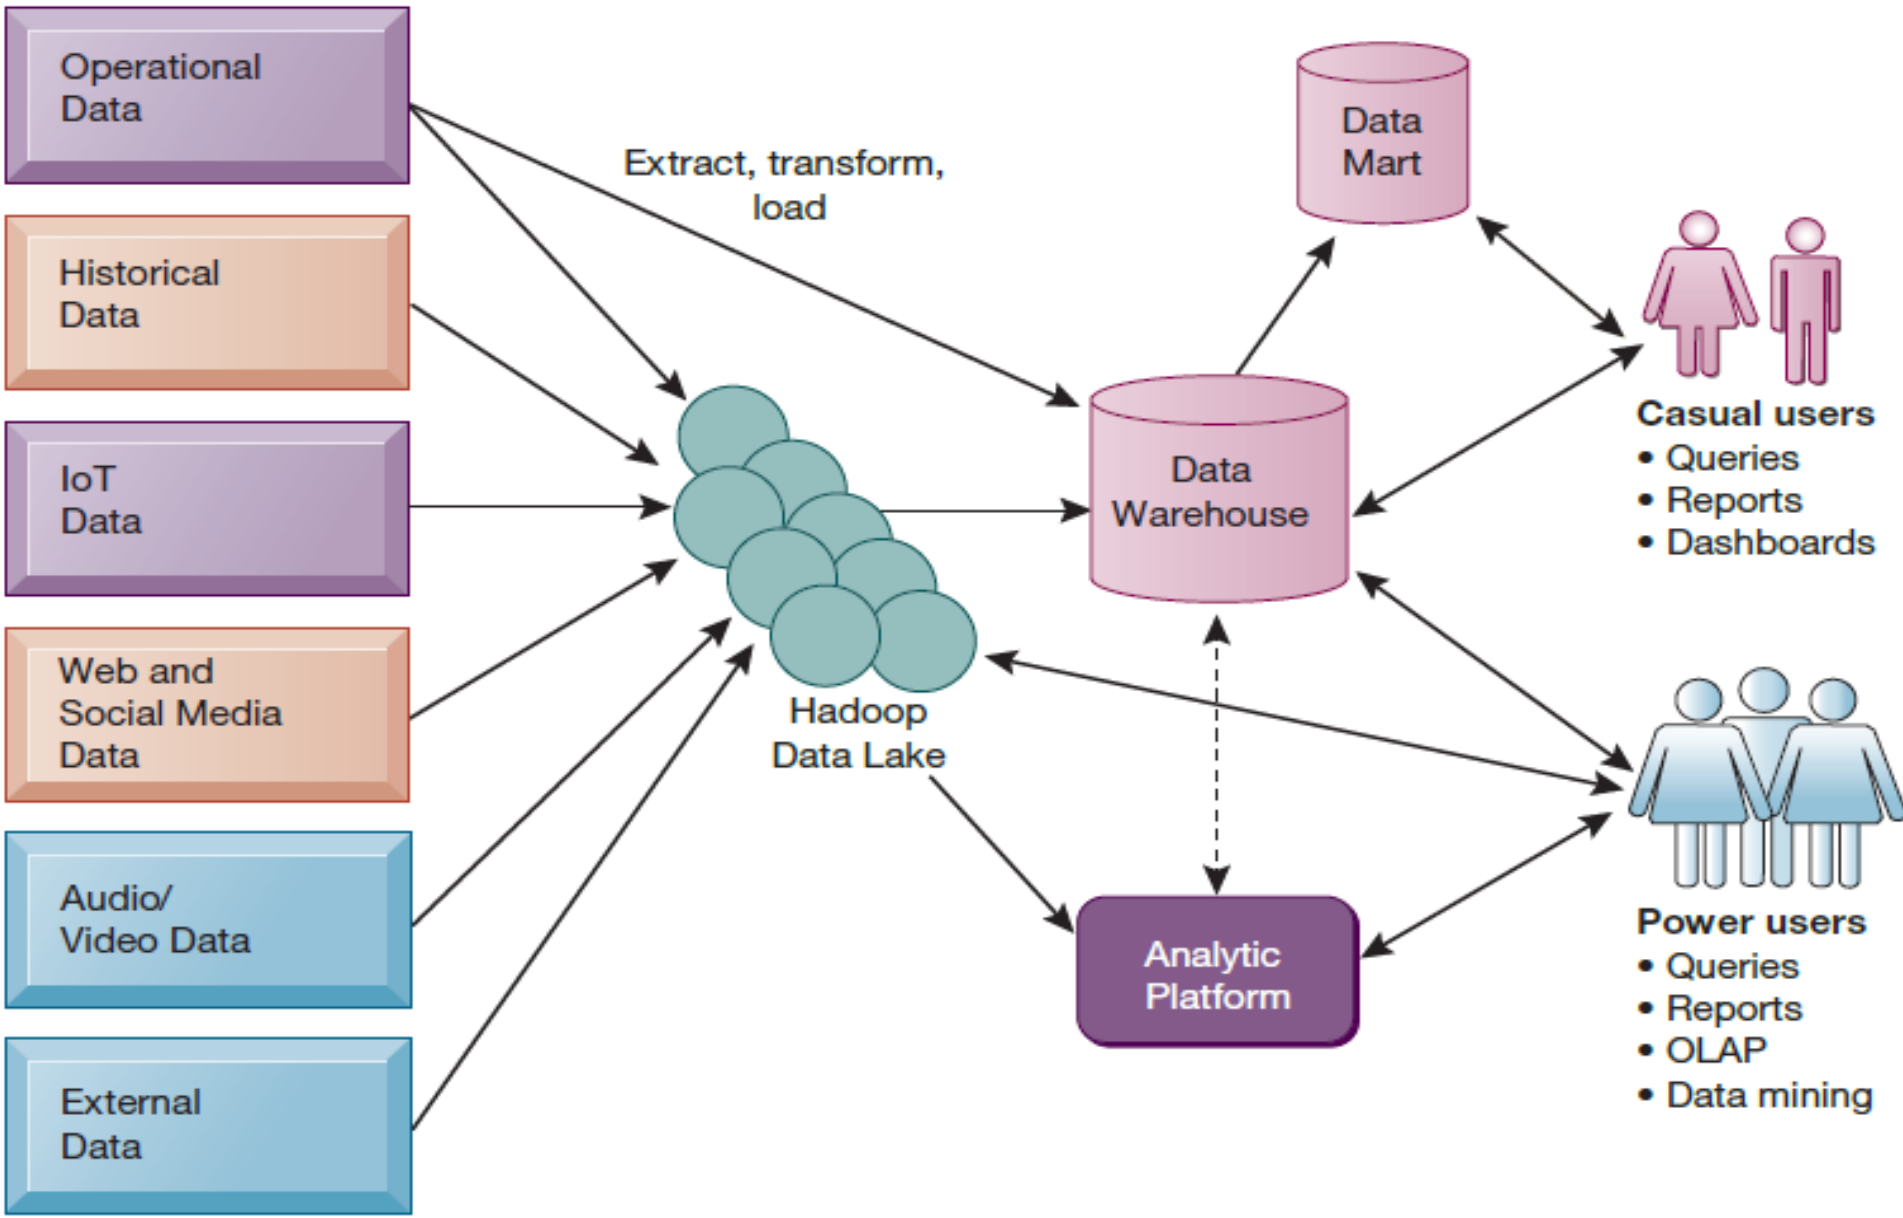 Operational
Data
Historical
Data
IoT
Data
Web and
Social Media
Data
Audio/
Video Data
External
Data
Extract, transform,
load
Hadoop
Data Lake
Data
Mart
Data
Warehouse
Analytic
Platform
Casual users
• Queries
• Reports
• Dashboards
Power users
• Queries
• Reports
• OLAP
• Data mining